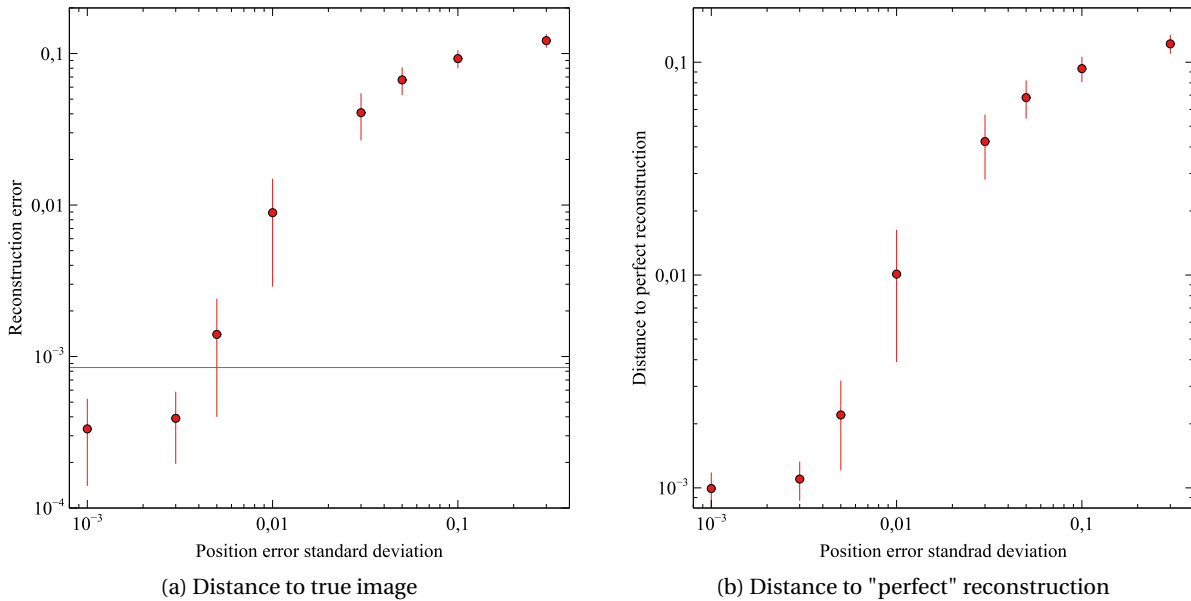 0,1
0,01
10⁻³
10⁻⁴
Reconstruction error
10⁻³
0,01
0,1
Position error standard deviation
(a) Distance to true image
0,1
0,01
10⁻³
Distance to perfect reconstruction
10⁻³
0,01
0,1
Position error standrad deviation
(b) Distance to "perfect" reconstruction